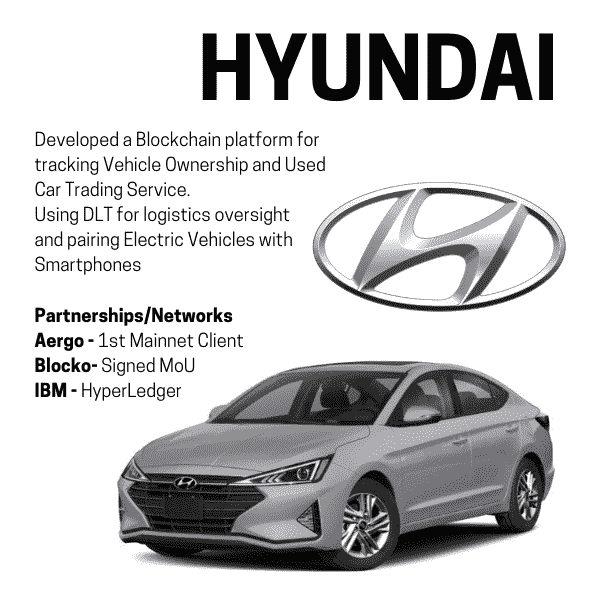 HYUNDAI
Developed a Blockchain platform for
tracking Vehicle Ownership and Used
Car Trading Service.
Using DLT for logistics oversight
and pairing Electric Vehicles with
Smartphones
Partnerships/Networks
Aergo - 1st Mainnet Client
Blocko- Signed MoU
IBM - HyperLedger